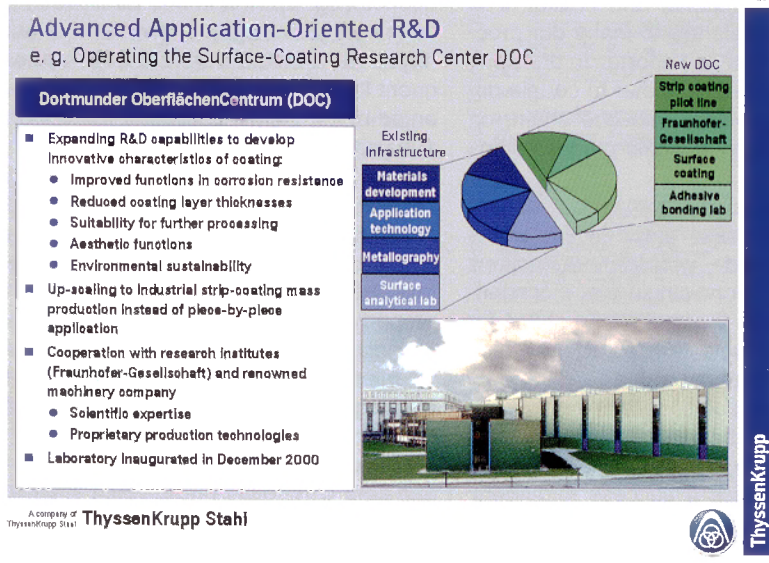 Advanced Application-Oriented R&D
e. g. Operating the Surface-Coating Research Center DOC
Dortmunder OberflächenCentrum (DOC)
Expanding R&D capabilities to develop
innovative characteristics of coating:
Improved functions in corrosion resistance
Reduced coating layer thicknesses
Suitability for further processing
Aesthetic functions
Environmental sustainability
Up-scaling to industrial strip-coating mass
production instead of piece-by-piece
application
Cooperation with research institutes
(Fraunhofer-Gesellschaft) and renowned
machinery company
Scientific expertise
Proprietary production technologies
Laboratory inaugurated in December 2000
Existing
Infrastructure
Materials
development
Application
technology
Metallography
Surface
analytical lab
New DOC
Strip coating
pilot line
Fraunhofer-
Gesellschaft
Surface
coating
Adhesive
bonding lab
A company of
ThyssenKrupp Steel
ThyssenKrupp Stahl
ThyssenKrupp